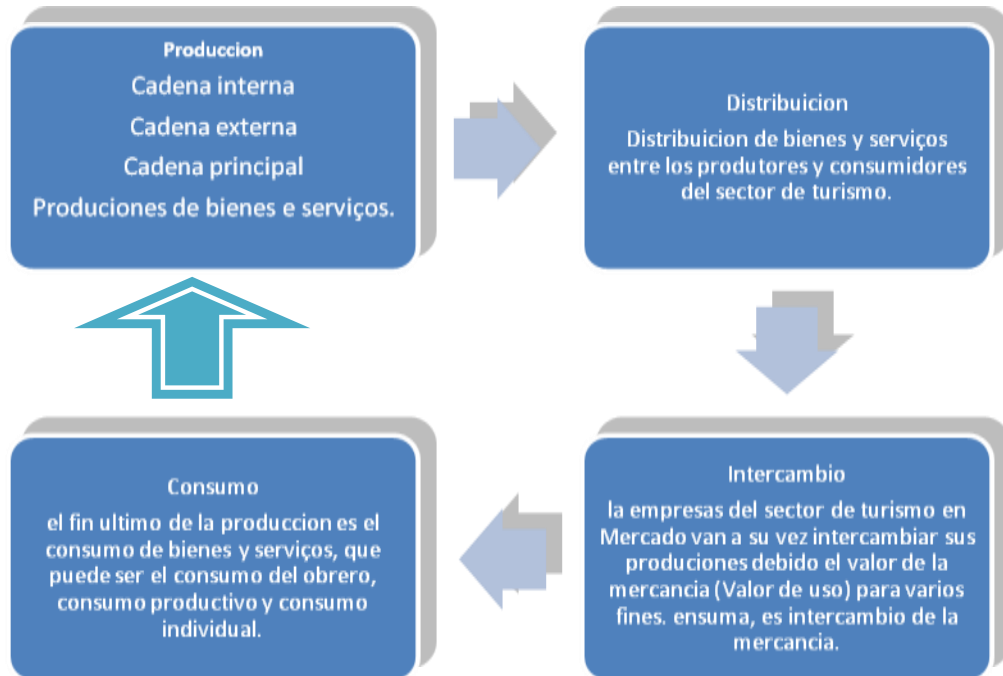 Produccion
Cadena interna
Cadena externa
Cadena principal
Produciones de bienes e serviços.
Distribuicion
Distribuicion de bienes y serviços
entre los produtores y consumidores
del sector de turismo.
Intercambio
la empresas del sector de turismo en
Mercado van a su vez intercambiar sus
produciones debido el valor de la
mercancia (Valor de uso) para varios
fines. ensuma, es intercambio de la
mercancia.
Consumo
el fin ultimo de la produccion es el
consumo de bienes y serviços, que
puede ser el consumo del obrero,
consumo productivo y consumo
individual.